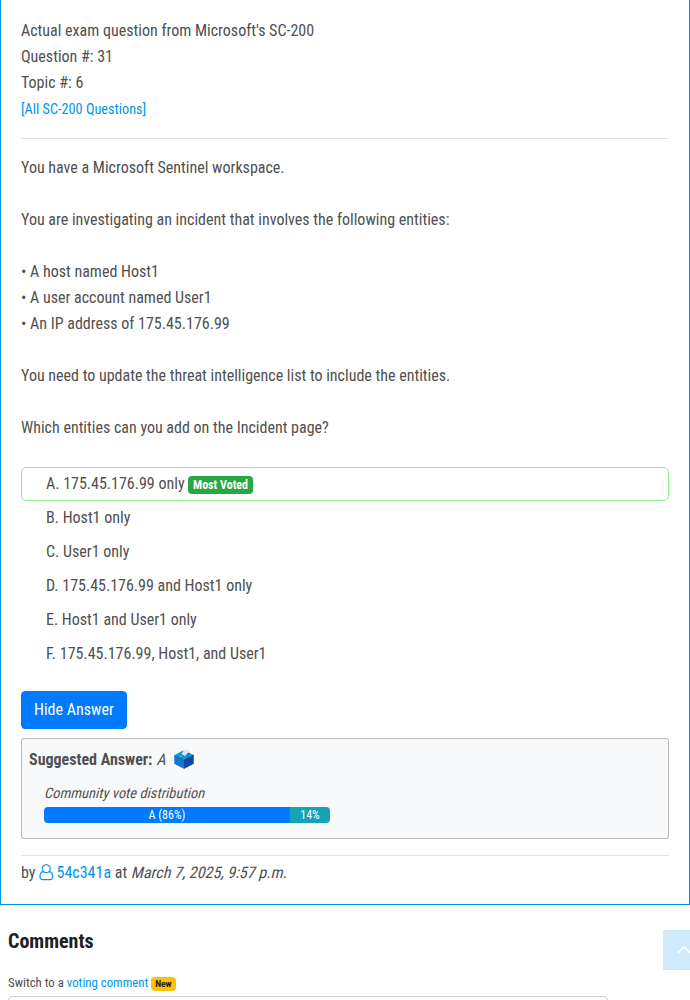 Actual exam question from Microsoft's SC-200
Question #: 31
Topic #: 6
[All SC-200 Questions]
You have a Microsoft Sentinel workspace.
You are investigating an incident that involves the following entities:
• A host named Host1
• A user account named User1
• An IP address of 175.45.176.99
You need to update the threat intelligence list to include the entities.
Which entities can you add on the Incident page?
A. 175.45.176.99 only Most Voted
B. Host1 only
C. User1 only
D. 175.45.176.99 and Host1 only
E. Host1 and User1 only
F. 175.45.176.99, Host1, and User1
Hide Answer
Suggested Answer: A
Community vote distribution
A (86%) 14%
by 54c341a at March 7, 2025, 9:57 p.m.
Comments
Switch to a voting comment New